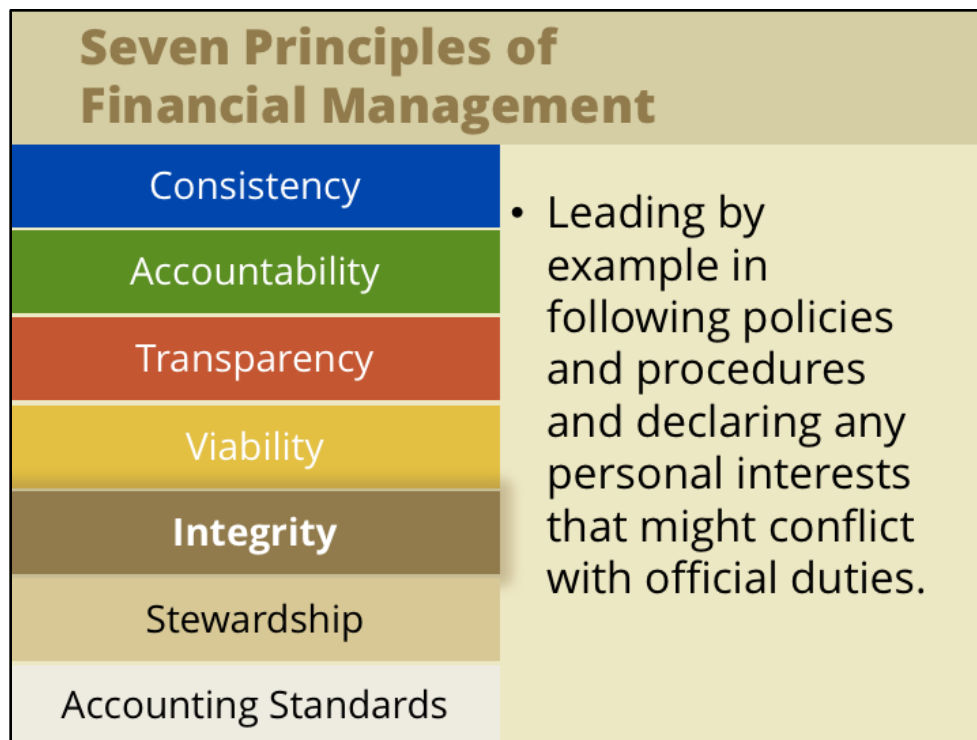 Seven Principles of
Financial Management
Consistency
Accountability
Transparency
Viability
Integrity
Stewardship
Accounting Standards
• Leading by
example in
following policies
and procedures
and declaring any
personal interests
that might conflict
with official duties.